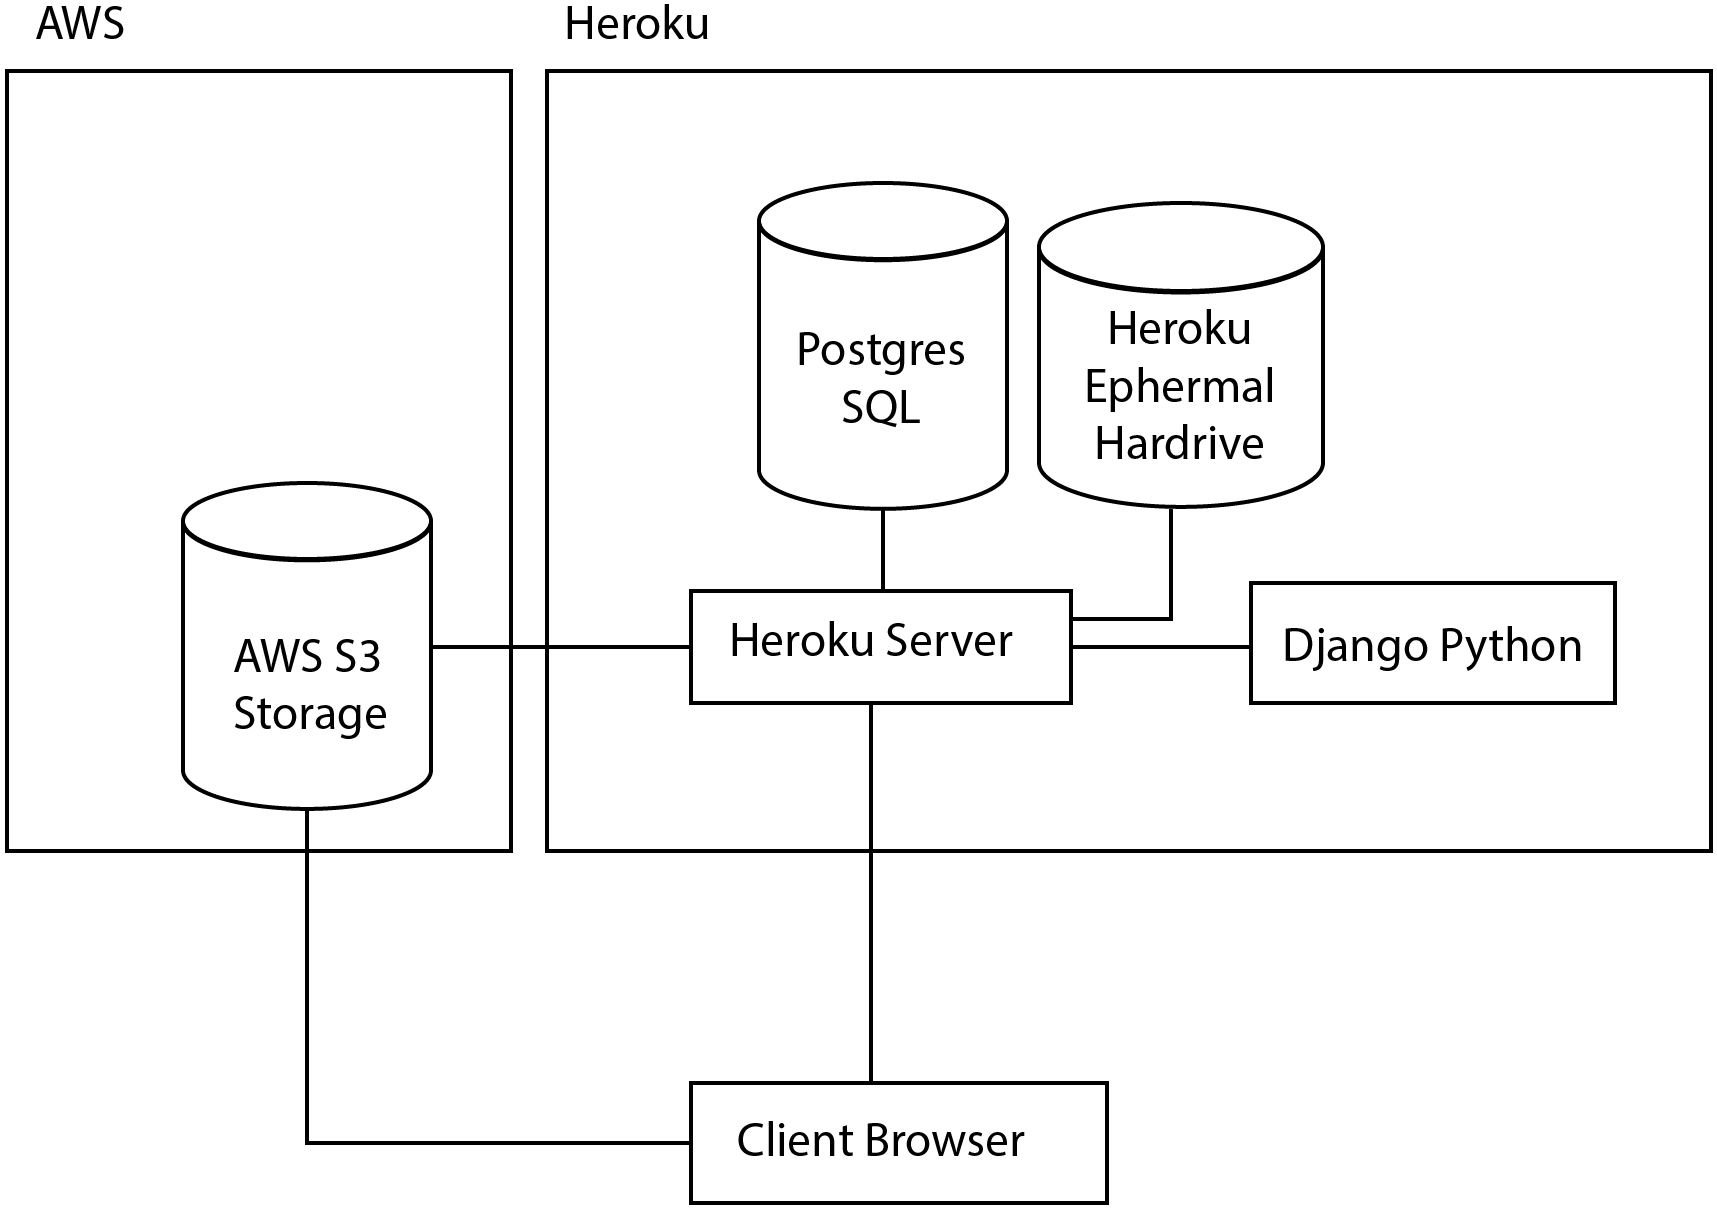 AWS
Heroku
Postgres
SQL
Heroku
Ephermal
Hardrive
AWS S3
Storage
Heroku Server
Django Python
Client Browser